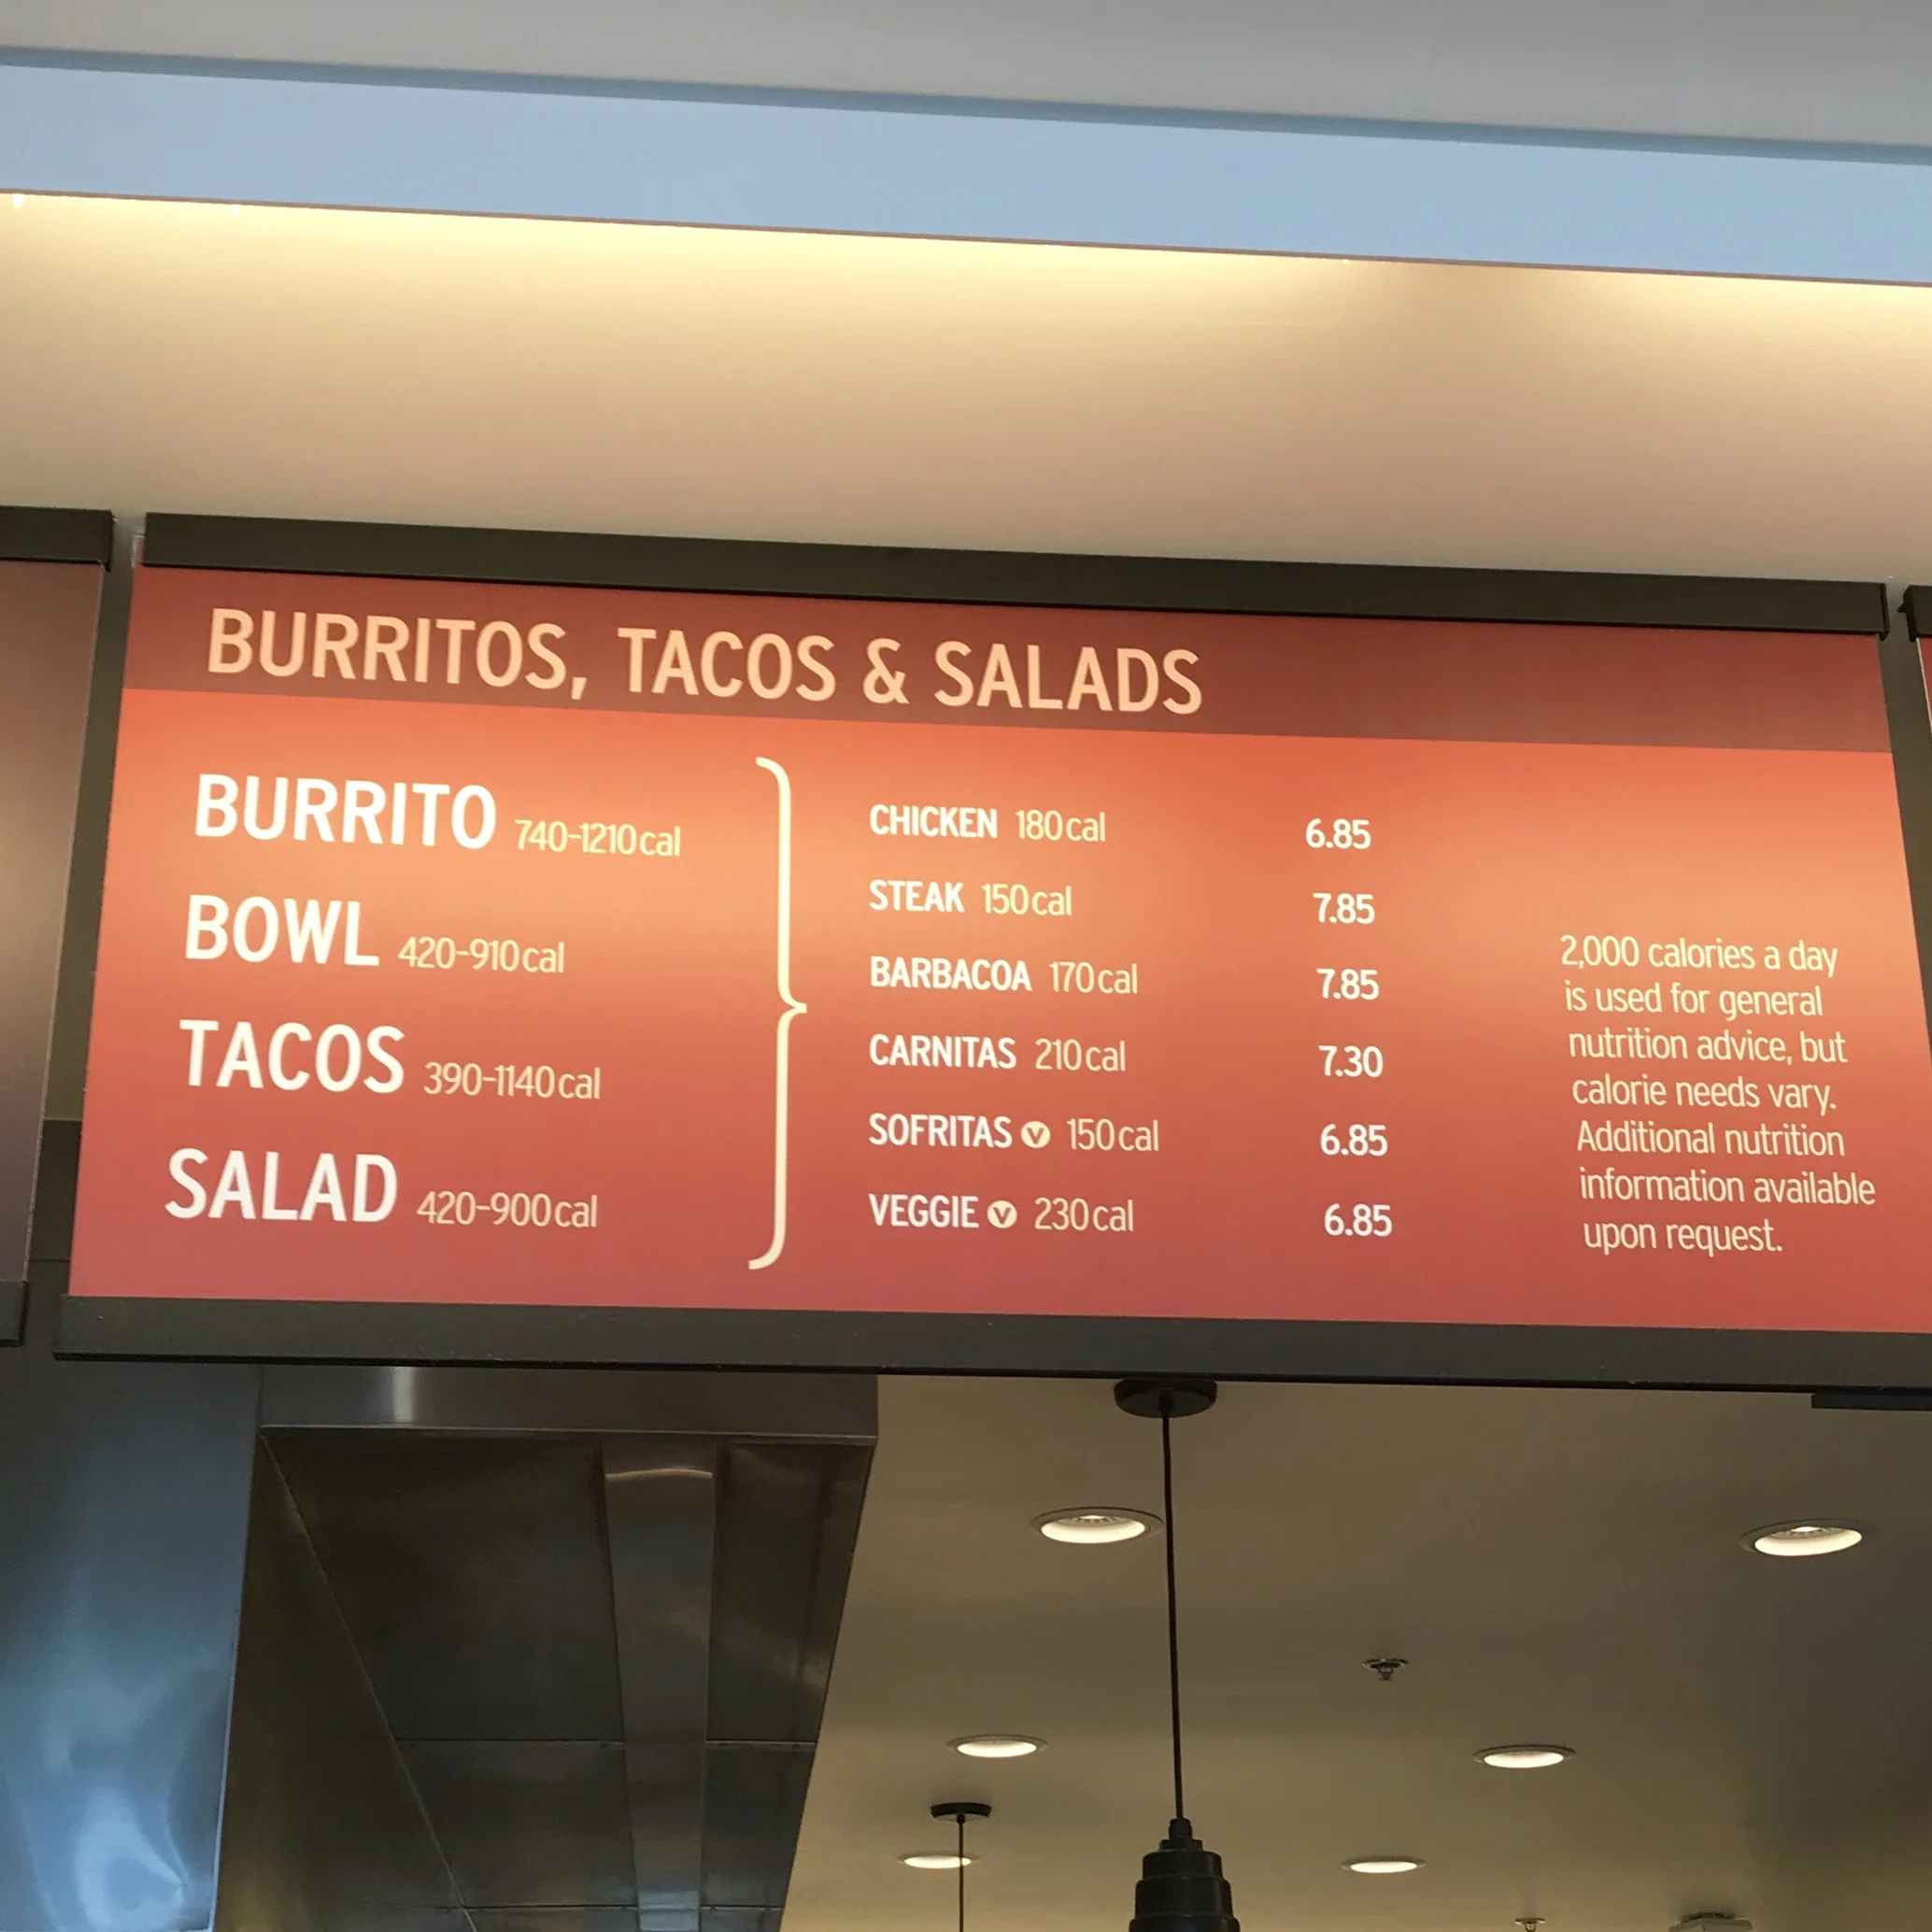 BURRITOS, TACOS & SALADS
BURRITO 740-1210cal
BOWL 420-910cal
TACOS 390-1140cal
SALAD 420-900cal
CHICKEN 180cal 6.85
STEAK 150cal 7.85
BARBACOA 170cal 7.85
CARNITAS 210cal 7.30
SOFRITAS V 150cal 6.85
VEGGIE V 230cal 6.85
2,000 calories a day
is used for general
nutrition advice, but
calorie needs vary.
Additional nutrition
information available
upon request.